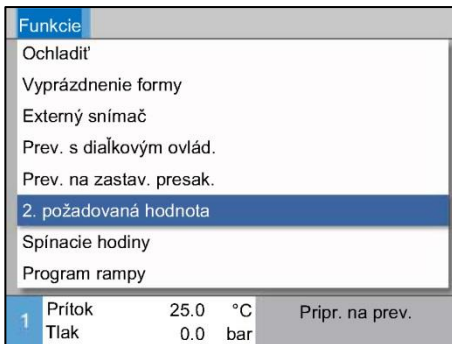 Funkcie
Ochladiť
Vyprázdnenie formy
Externý snímač
Prev. s diaľkovým ovlád.
Prev. na zastav. presak.
2. požadovaná hodnota
Spínacie hodiny
Program rampy
1 Prítok 25.0 °C Pripr. na prev.
Tlak 0.0 bar